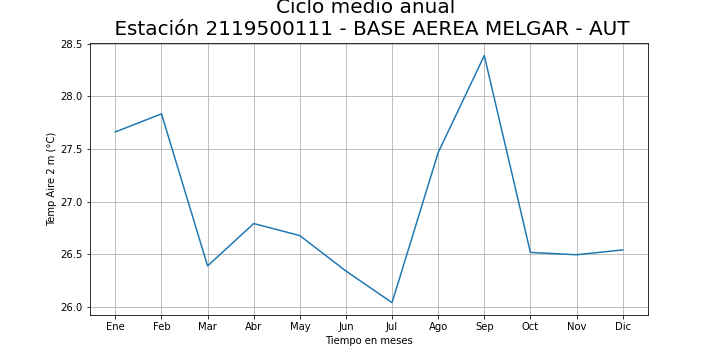 Ciclo medio anual
Estación 2119500111 - BASE AEREA MELGAR - AUT
28.5
28.0
27.5
27.0
26.5
26.0
Temp Aire 2 m (°C)
Ene Feb Mar Abr May Jun Jul Ago Sep Oct Nov Dic
Tiempo en meses